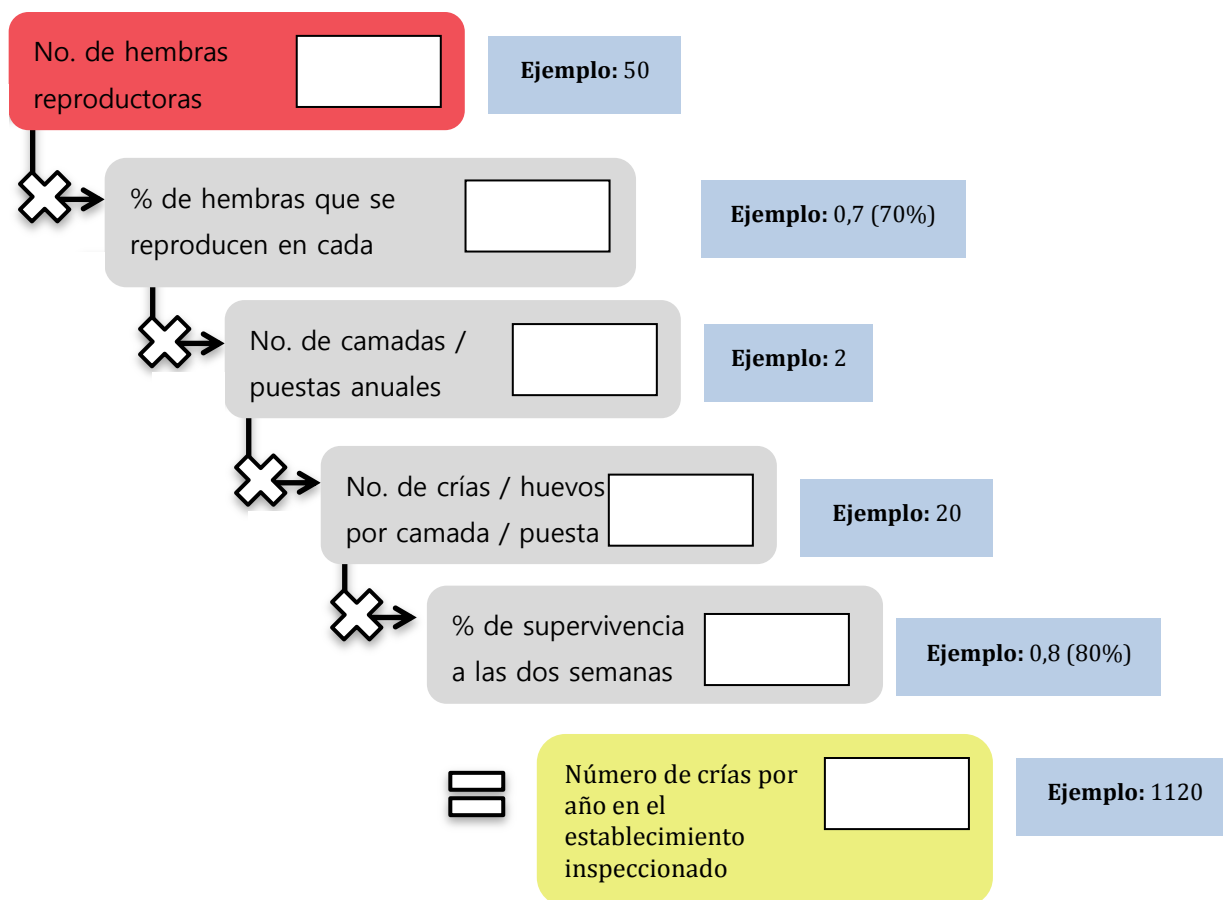 No. de hembras
reproductoras
Ejemplo: 50
% de hembras que se
reproducen en cada
Ejemplo: 0,7 (70%)
No. de camadas /
puestas anuales
Ejemplo: 2
No. de crías / huevos
por camada / puesta
Ejemplo: 20
% de supervivencia
a las dos semanas
Ejemplo: 0,8 (80%)
Número de crías por
año en el
establecimiento
inspeccionado
Ejemplo: 1120